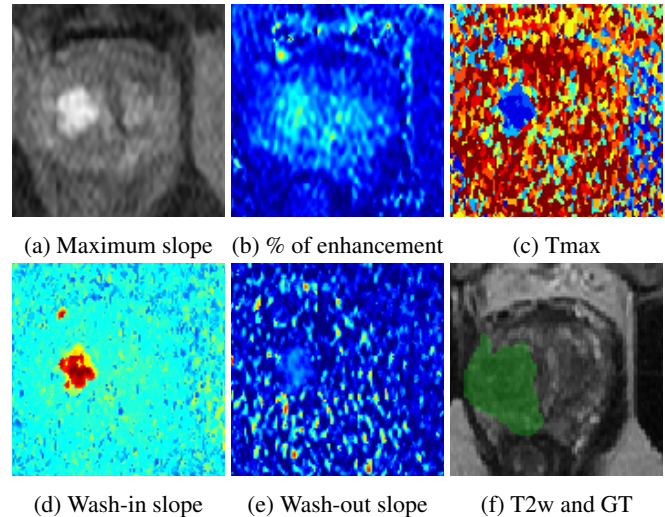 (a) Maximum slope
(b) % of enhancement
(c) Tmax
(d) Wash-in slope
(e) Wash-out slope
(f) T2w and GT